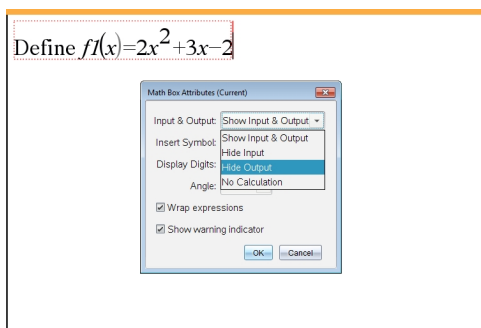 Define f1(x)=2x²+3x−2
Math Box Attributes (Current)
Input & Output: Show Input & Output
Show Input & Output
Insert Symbol:
Hide Input
Display Digits: Hide Output
Angle: No Calculation
Wrap expressions
Show warning indicator
OK Cancel